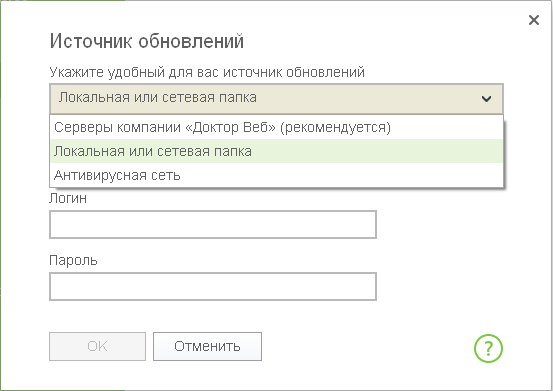 Источник обновлений
Укажите удобный для вас источник обновлений
Локальная или сетевая папка
Серверы компании «Доктор Веб» (рекомендуется)
Локальная или сетевая папка
Антивирусная сеть
Логин
Пароль
OK
Отменить
?